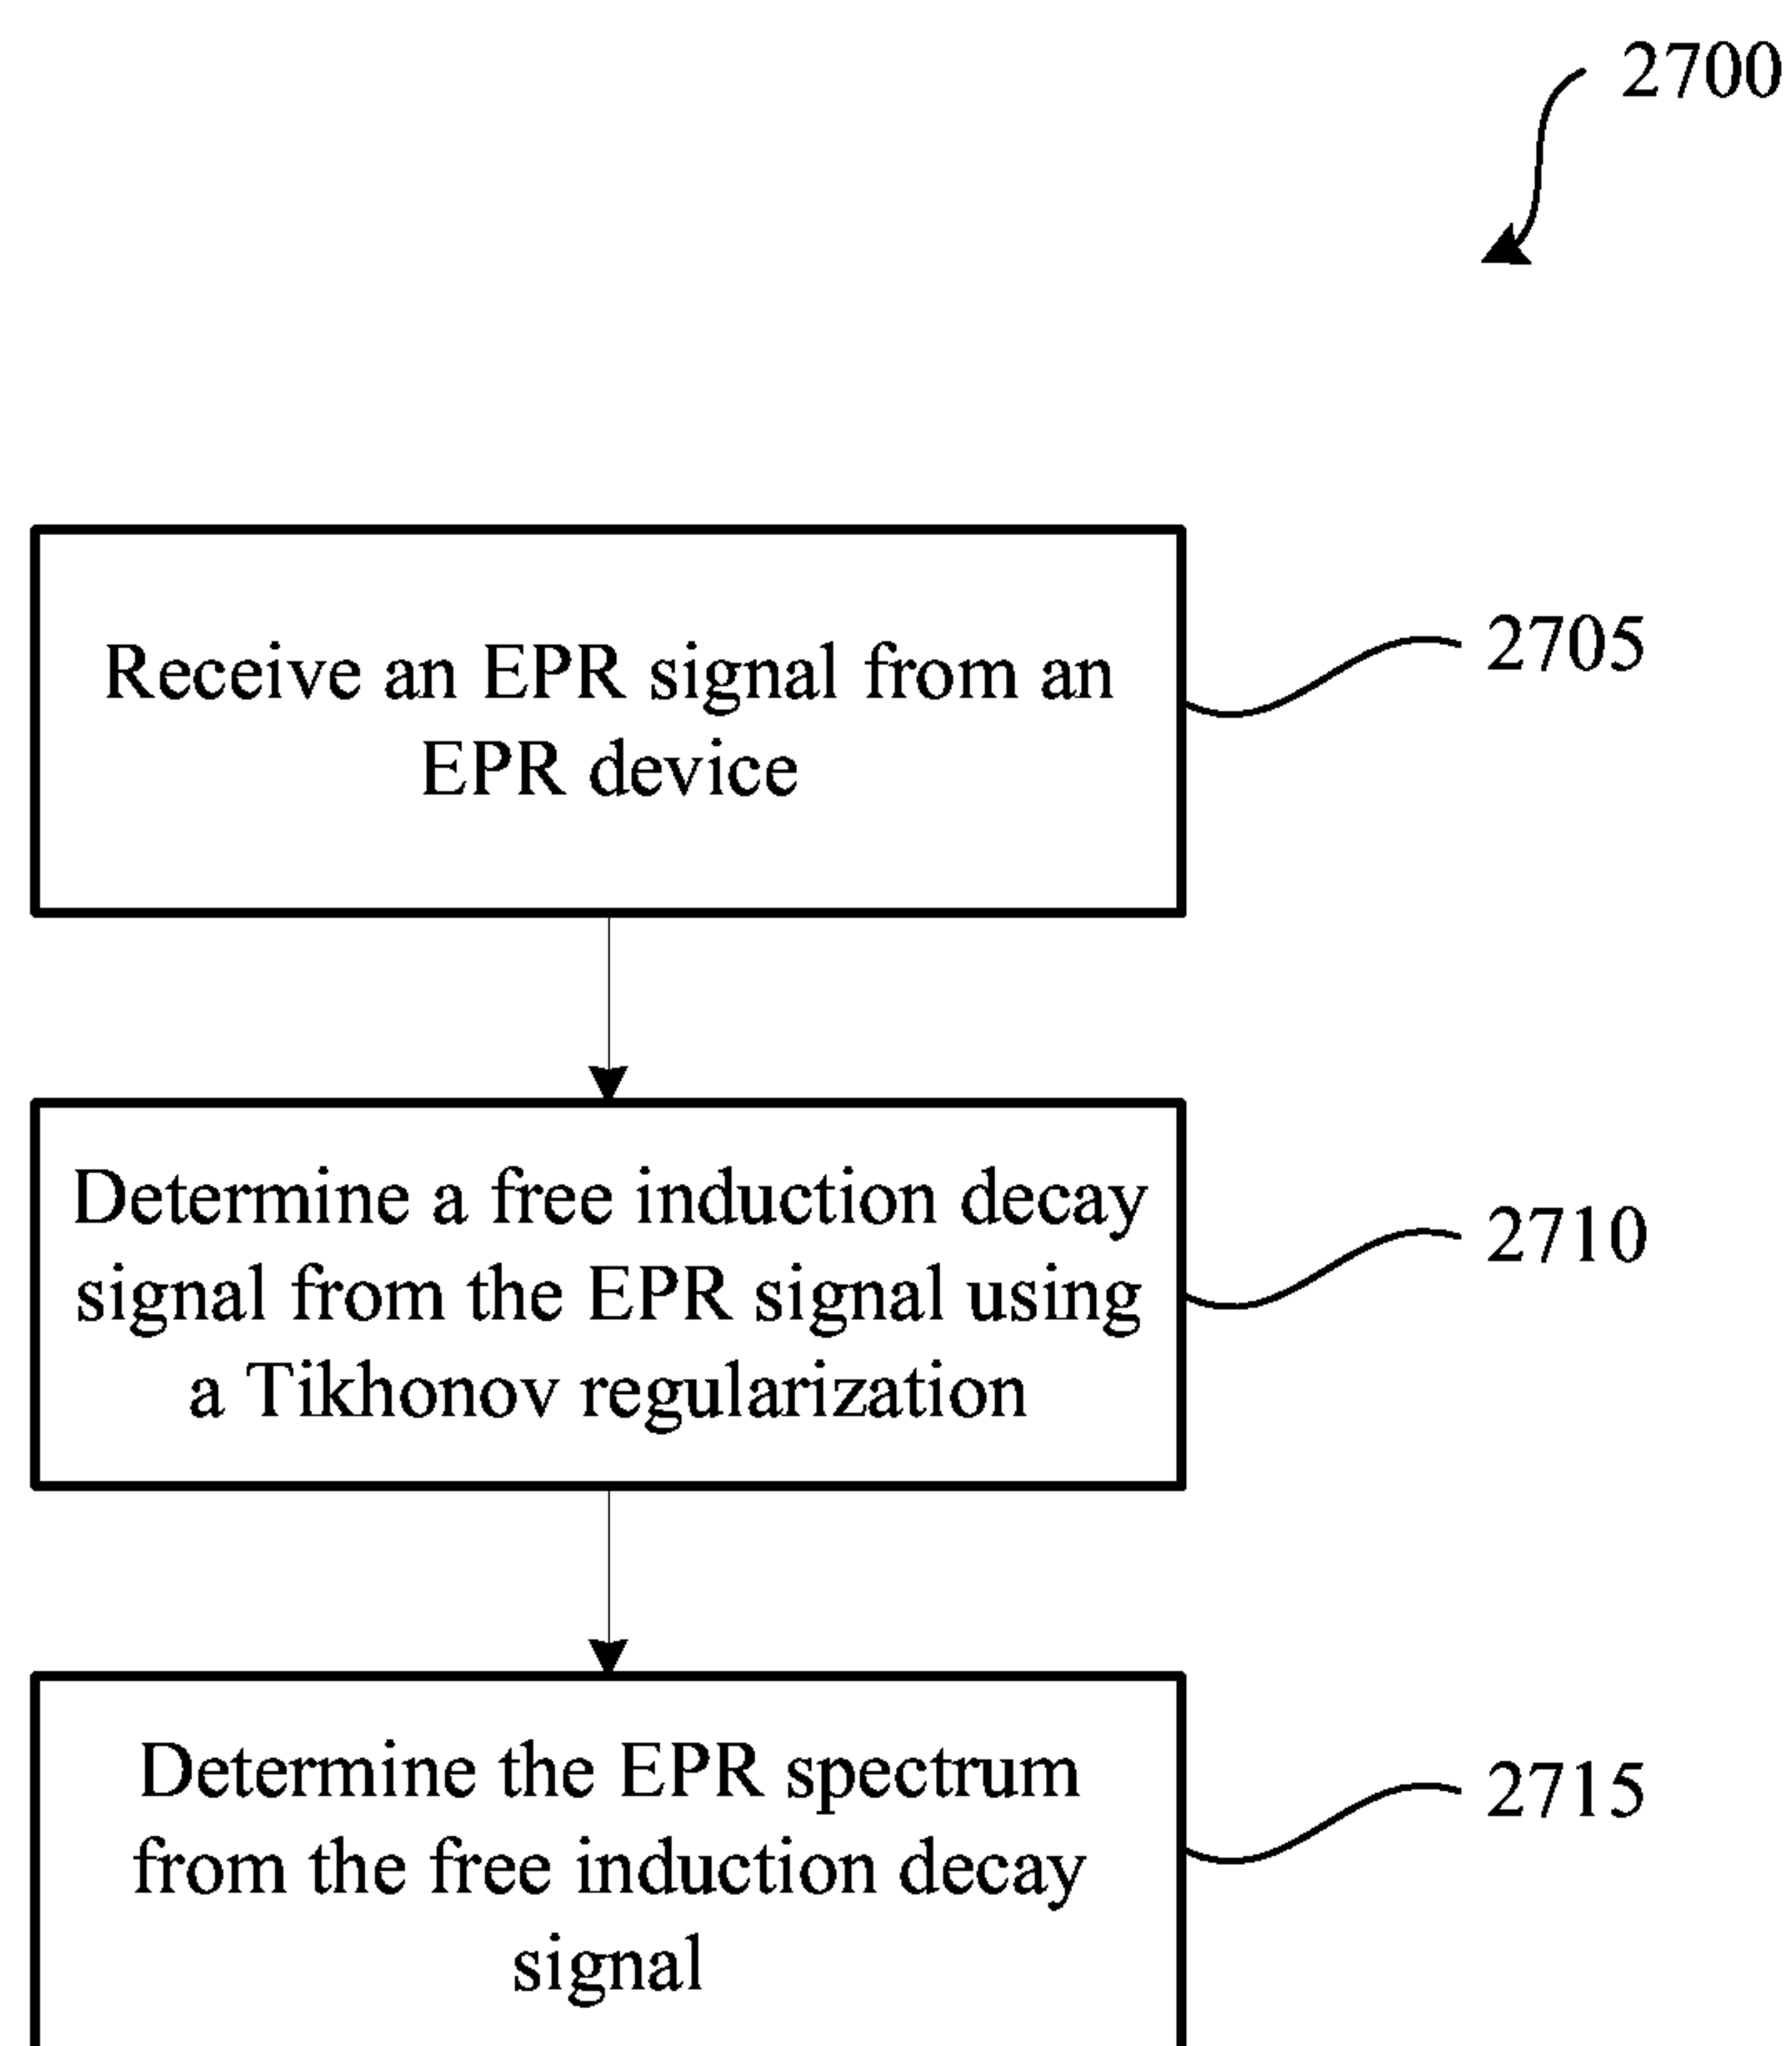 2700
Receive an EPR signal from an
EPR device
2705
Determine a free induction decay
signal from the EPR signal using
a Tikhonov regularization
2710
Determine the EPR spectrum
from the free induction decay
signal
2715